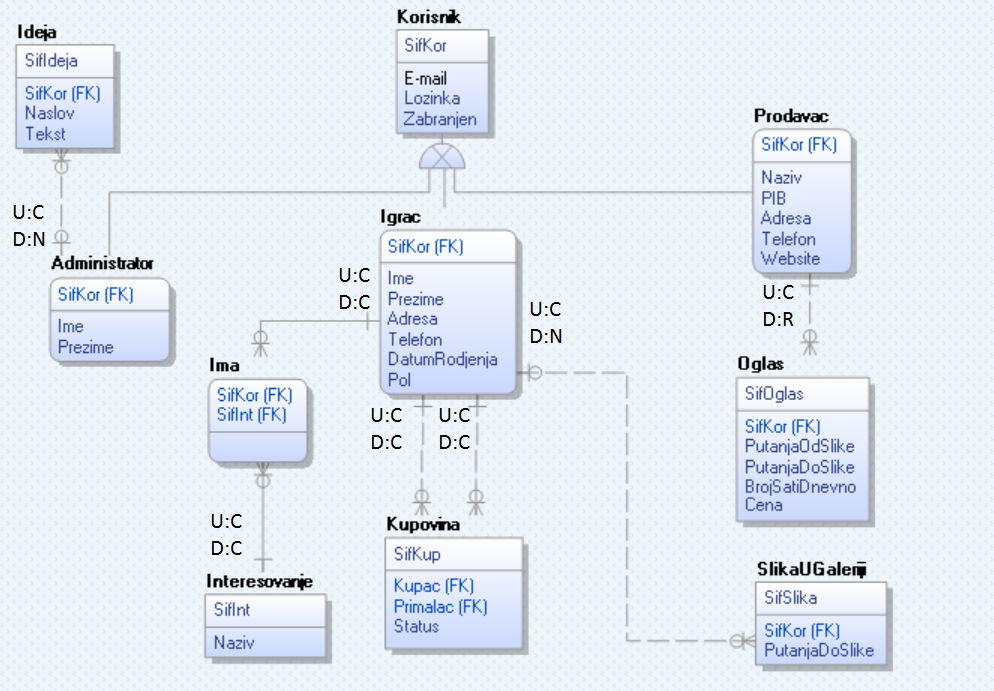 Korisnik
SifKor
E-mail
Lozinka
Zabranjen
Ideja
SifIdeja
SifKor (FK)
Naslov
Tekst
U:C
D:N
Administrator
SifKor (FK)
Ime
Prezime
Igrac
SifKor (FK)
Ime
Prezime
Adresa
Telefon
DatumRodjenja
Pol
Prodavac
SifKor (FK)
Naziv
PIB
Adresa
Telefon
Website
U:C
D:R
U:C
D:C
U:C
D:N
Ima
SifKor (FK)
SifInt (FK)
U:C
D:C
Interesovanje
SifInt
Naziv
U:C
D:C
U:C
D:C
Kupovina
SifKup
Kupac (FK)
Primalac (FK)
Status
Oglas
SifOglas
SifKor (FK)
PutanjaOdSlike
PutanjaDoSlike
BrojSatiDnevno
Cena
SlikaUGaleriji
SifSlika
SifKor (FK)
PutanjaDoSlike